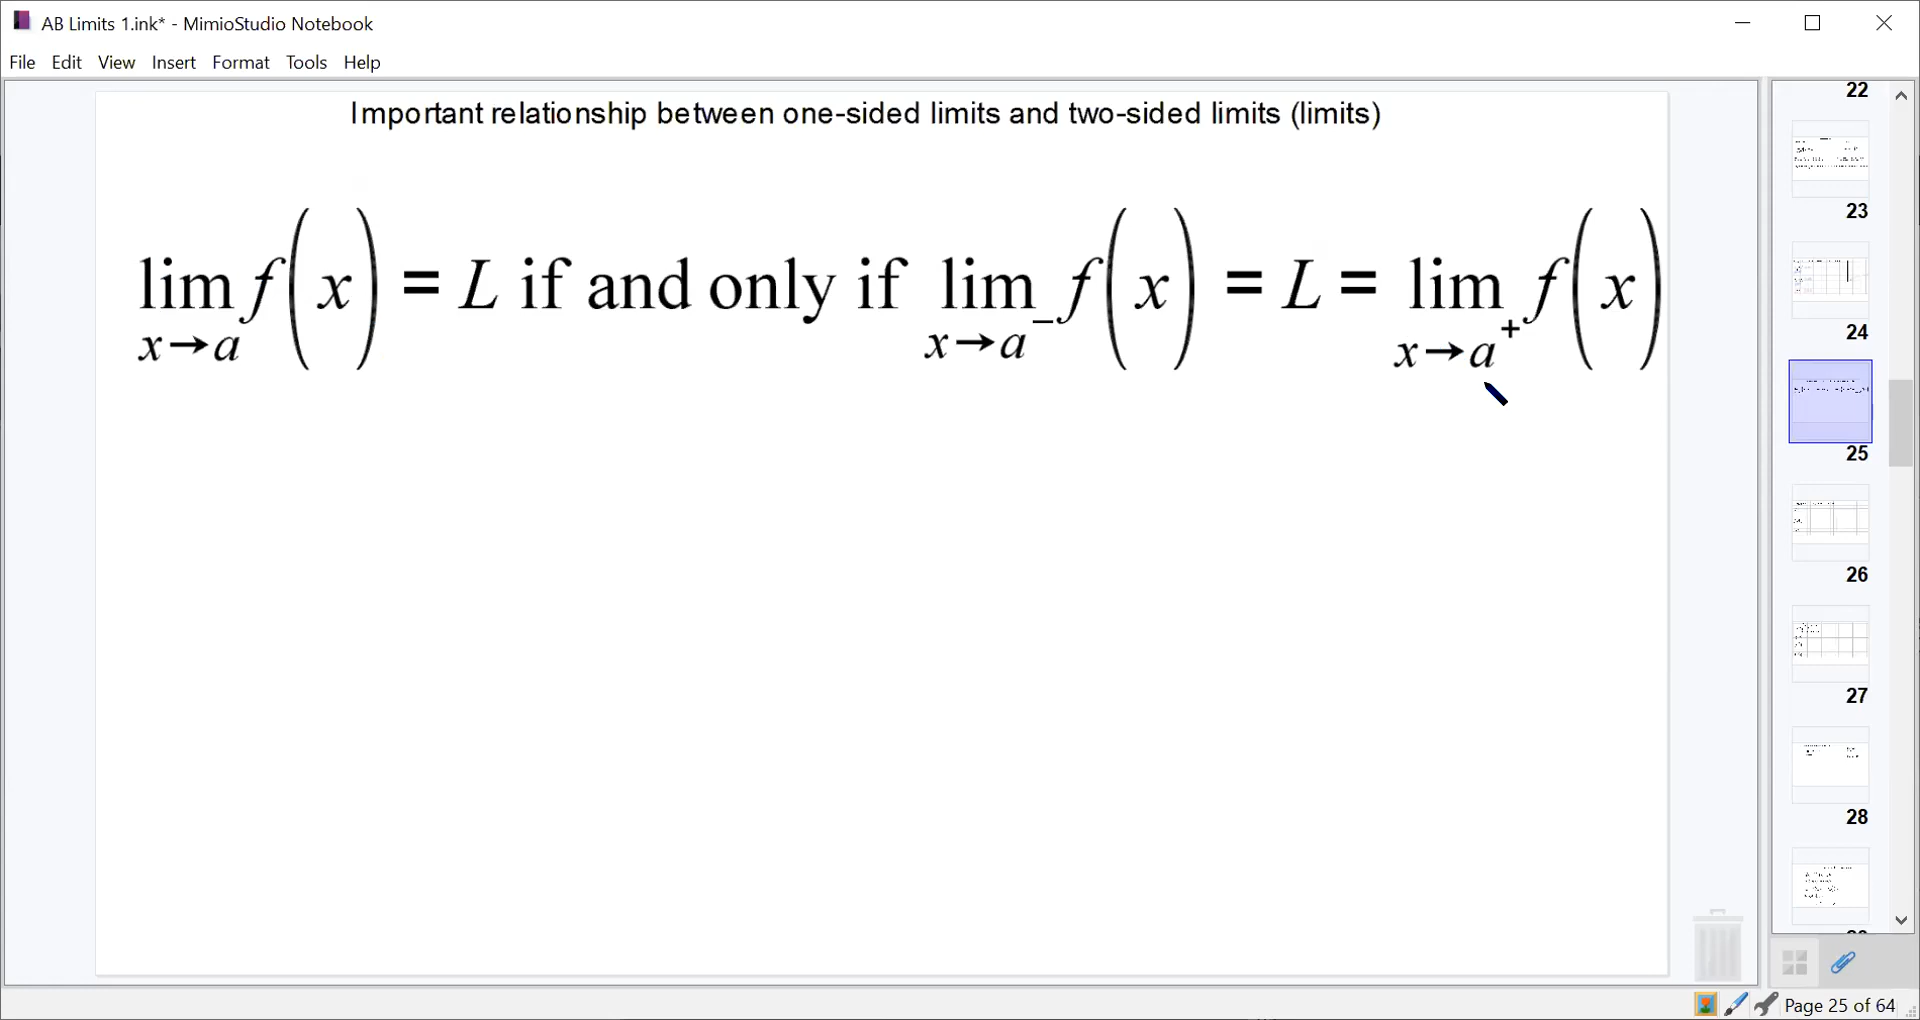 AB Limits 1.ink* - MimioStudio Notebook
File Edit View Insert Format Tools Help
Important relationship between one-sided limits and two-sided limits (limits)
lim f(x) = L if and only if lim f(x) = L = lim f(x)
x→a x→a⁻ x→a⁺
22
23
24
25
26
27
28
Page 25 of 64